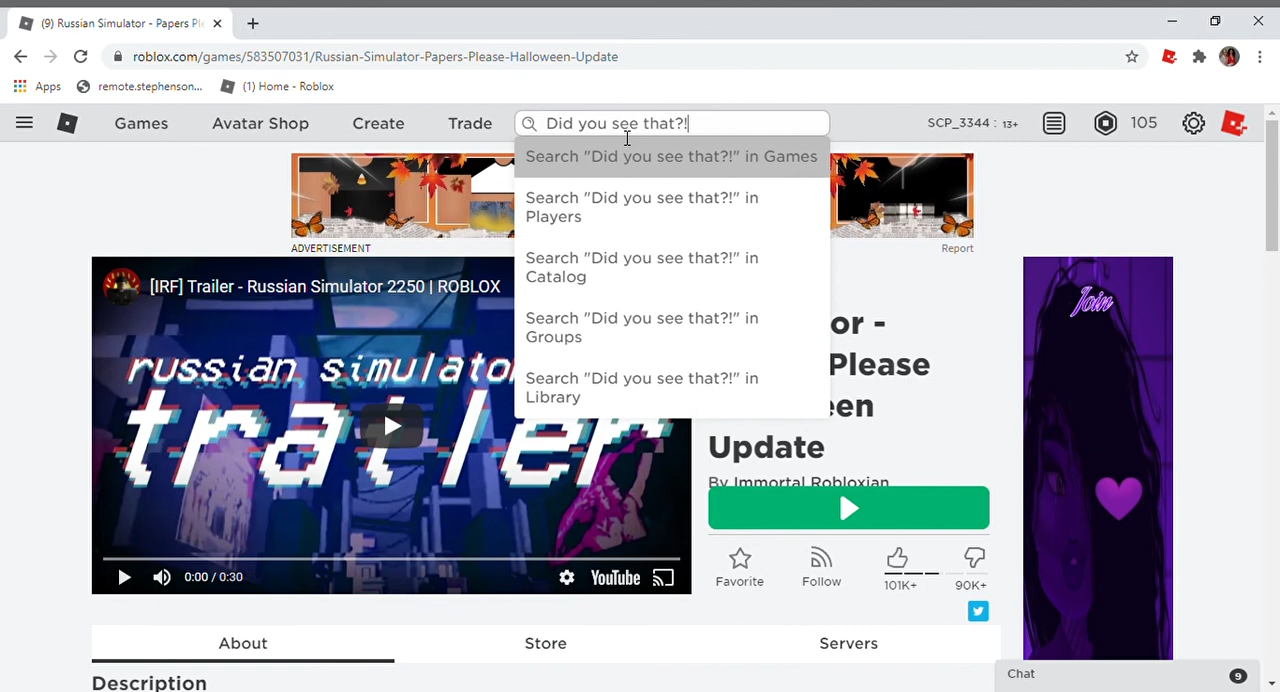 (9) Russian Simulator - Papers Ple
roblox.com/games/583507031/Russian-Simulator-Papers-Please-Halloween-Update
Apps
remote.stephenson...
(1) Home - Roblox
Games
Avatar Shop
Create
Trade
Did you see that?!
SCP_3344 : 13+
105
Search "Did you see that?!" in Games
Search "Did you see that?!" in
Players
Search "Did you see that?!" in
Catalog
Search "Did you see that?!" in
Groups
Search "Did you see that?!" in
Library
ADVERTISEMENT
Report
[IRF] Trailer - Russian Simulator 2250 | ROBLOX
russian simulator
trailer
0:00 / 0:30
YouTube
or -
Please
een
Update
By Immortal Robloxian
Favorite
Follow
101K+
90K+
Join
About
Store
Servers
Description
Chat
9